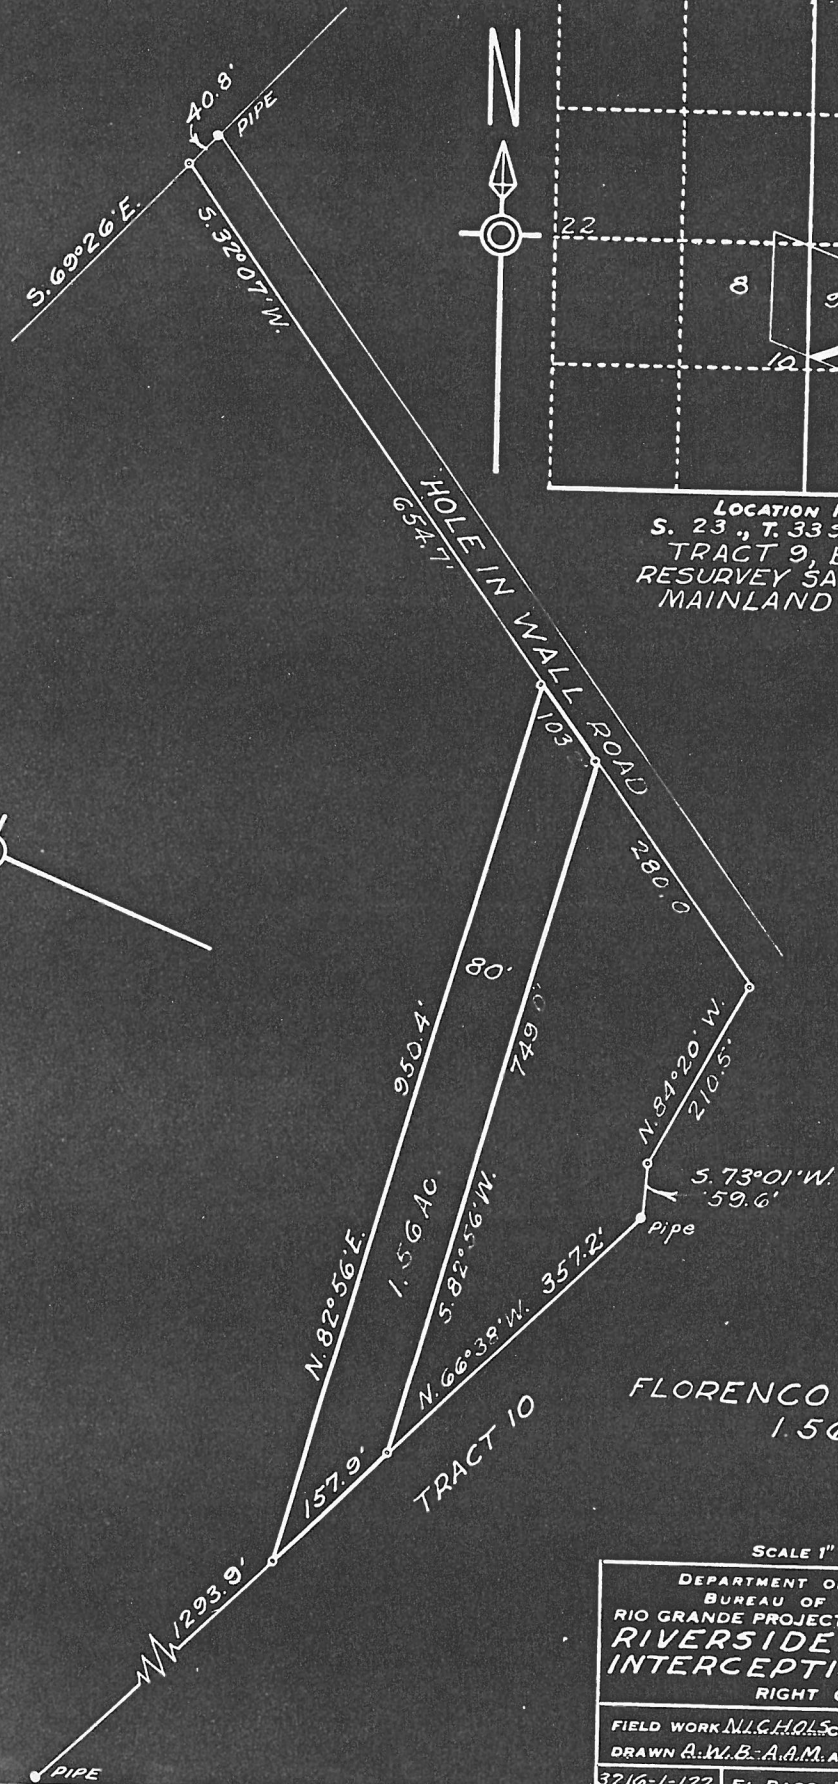 40.8'
PIPE
S. 69°26' E.
S. 32°07' W.
N
22
8
9
10
LOCATION
S. 23 ., T. 33
TRACT 9,
RESURVEY SA
MAINLAND
HOLE IN WALL ROAD
654.7'
103
280.0
80'
950.4'
749.0'
N. 84°20' W.
210.5'
S. 73°01' W.
59.6'
Pipe
1.56 Ac
N. 82°56' E.
S. 82°56' W.
N. 66°38' W. 357.2'
FLORENCO
1.56
TRACT 10
157.9'
1293.9'
PIPE
SCALE 1"
DEPARTMENT
BUREAU OF
RIO GRANDE PROJECT
RIVERSIDE
INTERCEPTI
RIGHT
FIELD WORK NICHOLS
DRAWN A.W.B.-A.A.M.